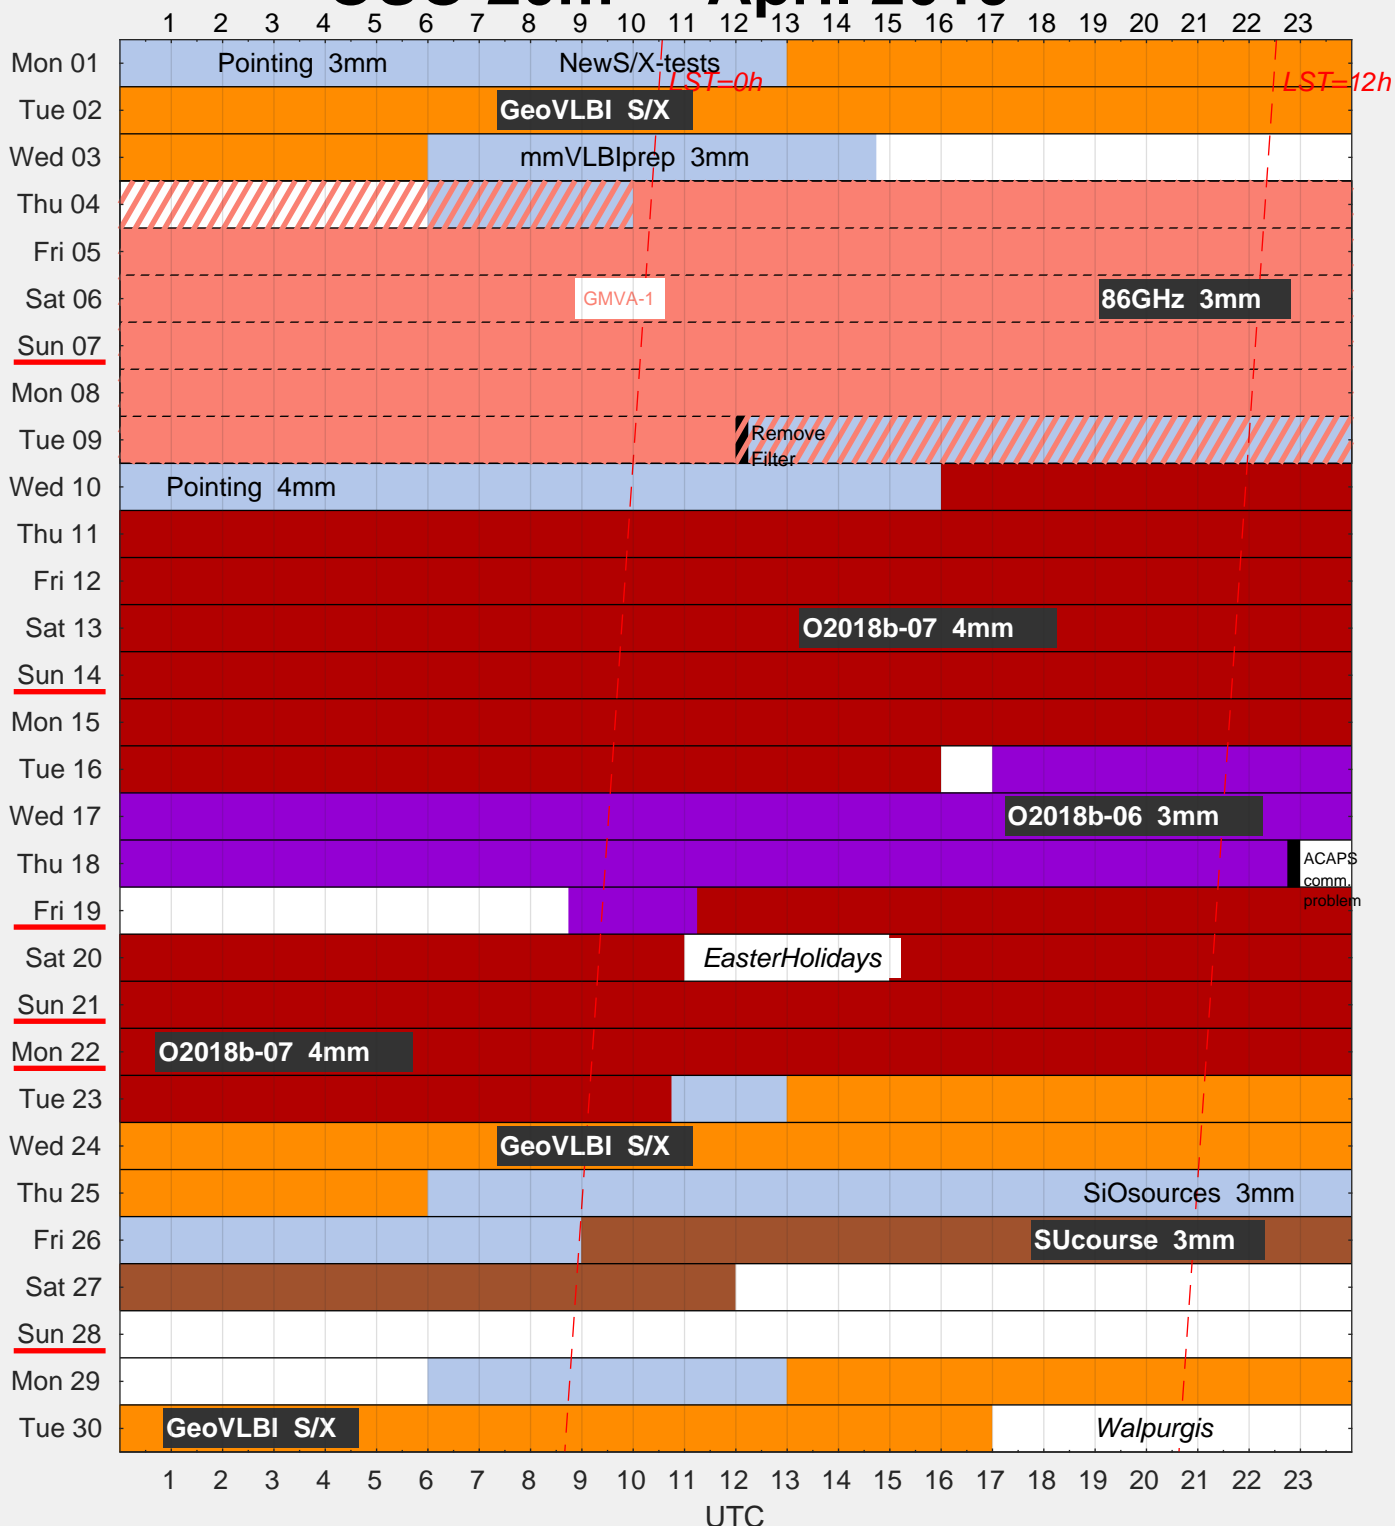 1 2 3 4 5 6 7 8 9 10 11 12 13 14 15 16 17 18 19 20 21 22 23
Mon 01 Pointing 3mm NewS/X-tests
LST=0h LST=12h
Tue 02 GeoVLBI S/X
Wed 03 mmVLBIprep 3mm
Thu 04
Fri 05
Sat 06 GMVA-1 86GHz 3mm
Sun 07
Mon 08
Tue 09 Remove
Filter
Wed 10 Pointing 4mm
Thu 11
Fri 12
Sat 13 O2018b-07 4mm
Sun 14
Mon 15
Tue 16
Wed 17 O2018b-06 3mm
Thu 18 ACAPS
comm.
problem
Fri 19
Sat 20 EasterHolidays
Sun 21
Mon 22 O2018b-07 4mm
Tue 23
Wed 24 GeoVLBI S/X
Thu 25 SiOsources 3mm
Fri 26 SUcourse 3mm
Sat 27
Sun 28
Mon 29
Tue 30 GeoVLBI S/X Walpurgis
1 2 3 4 5 6 7 8 9 10 11 12 13 14 15 16 17 18 19 20 21 22 23
UTC